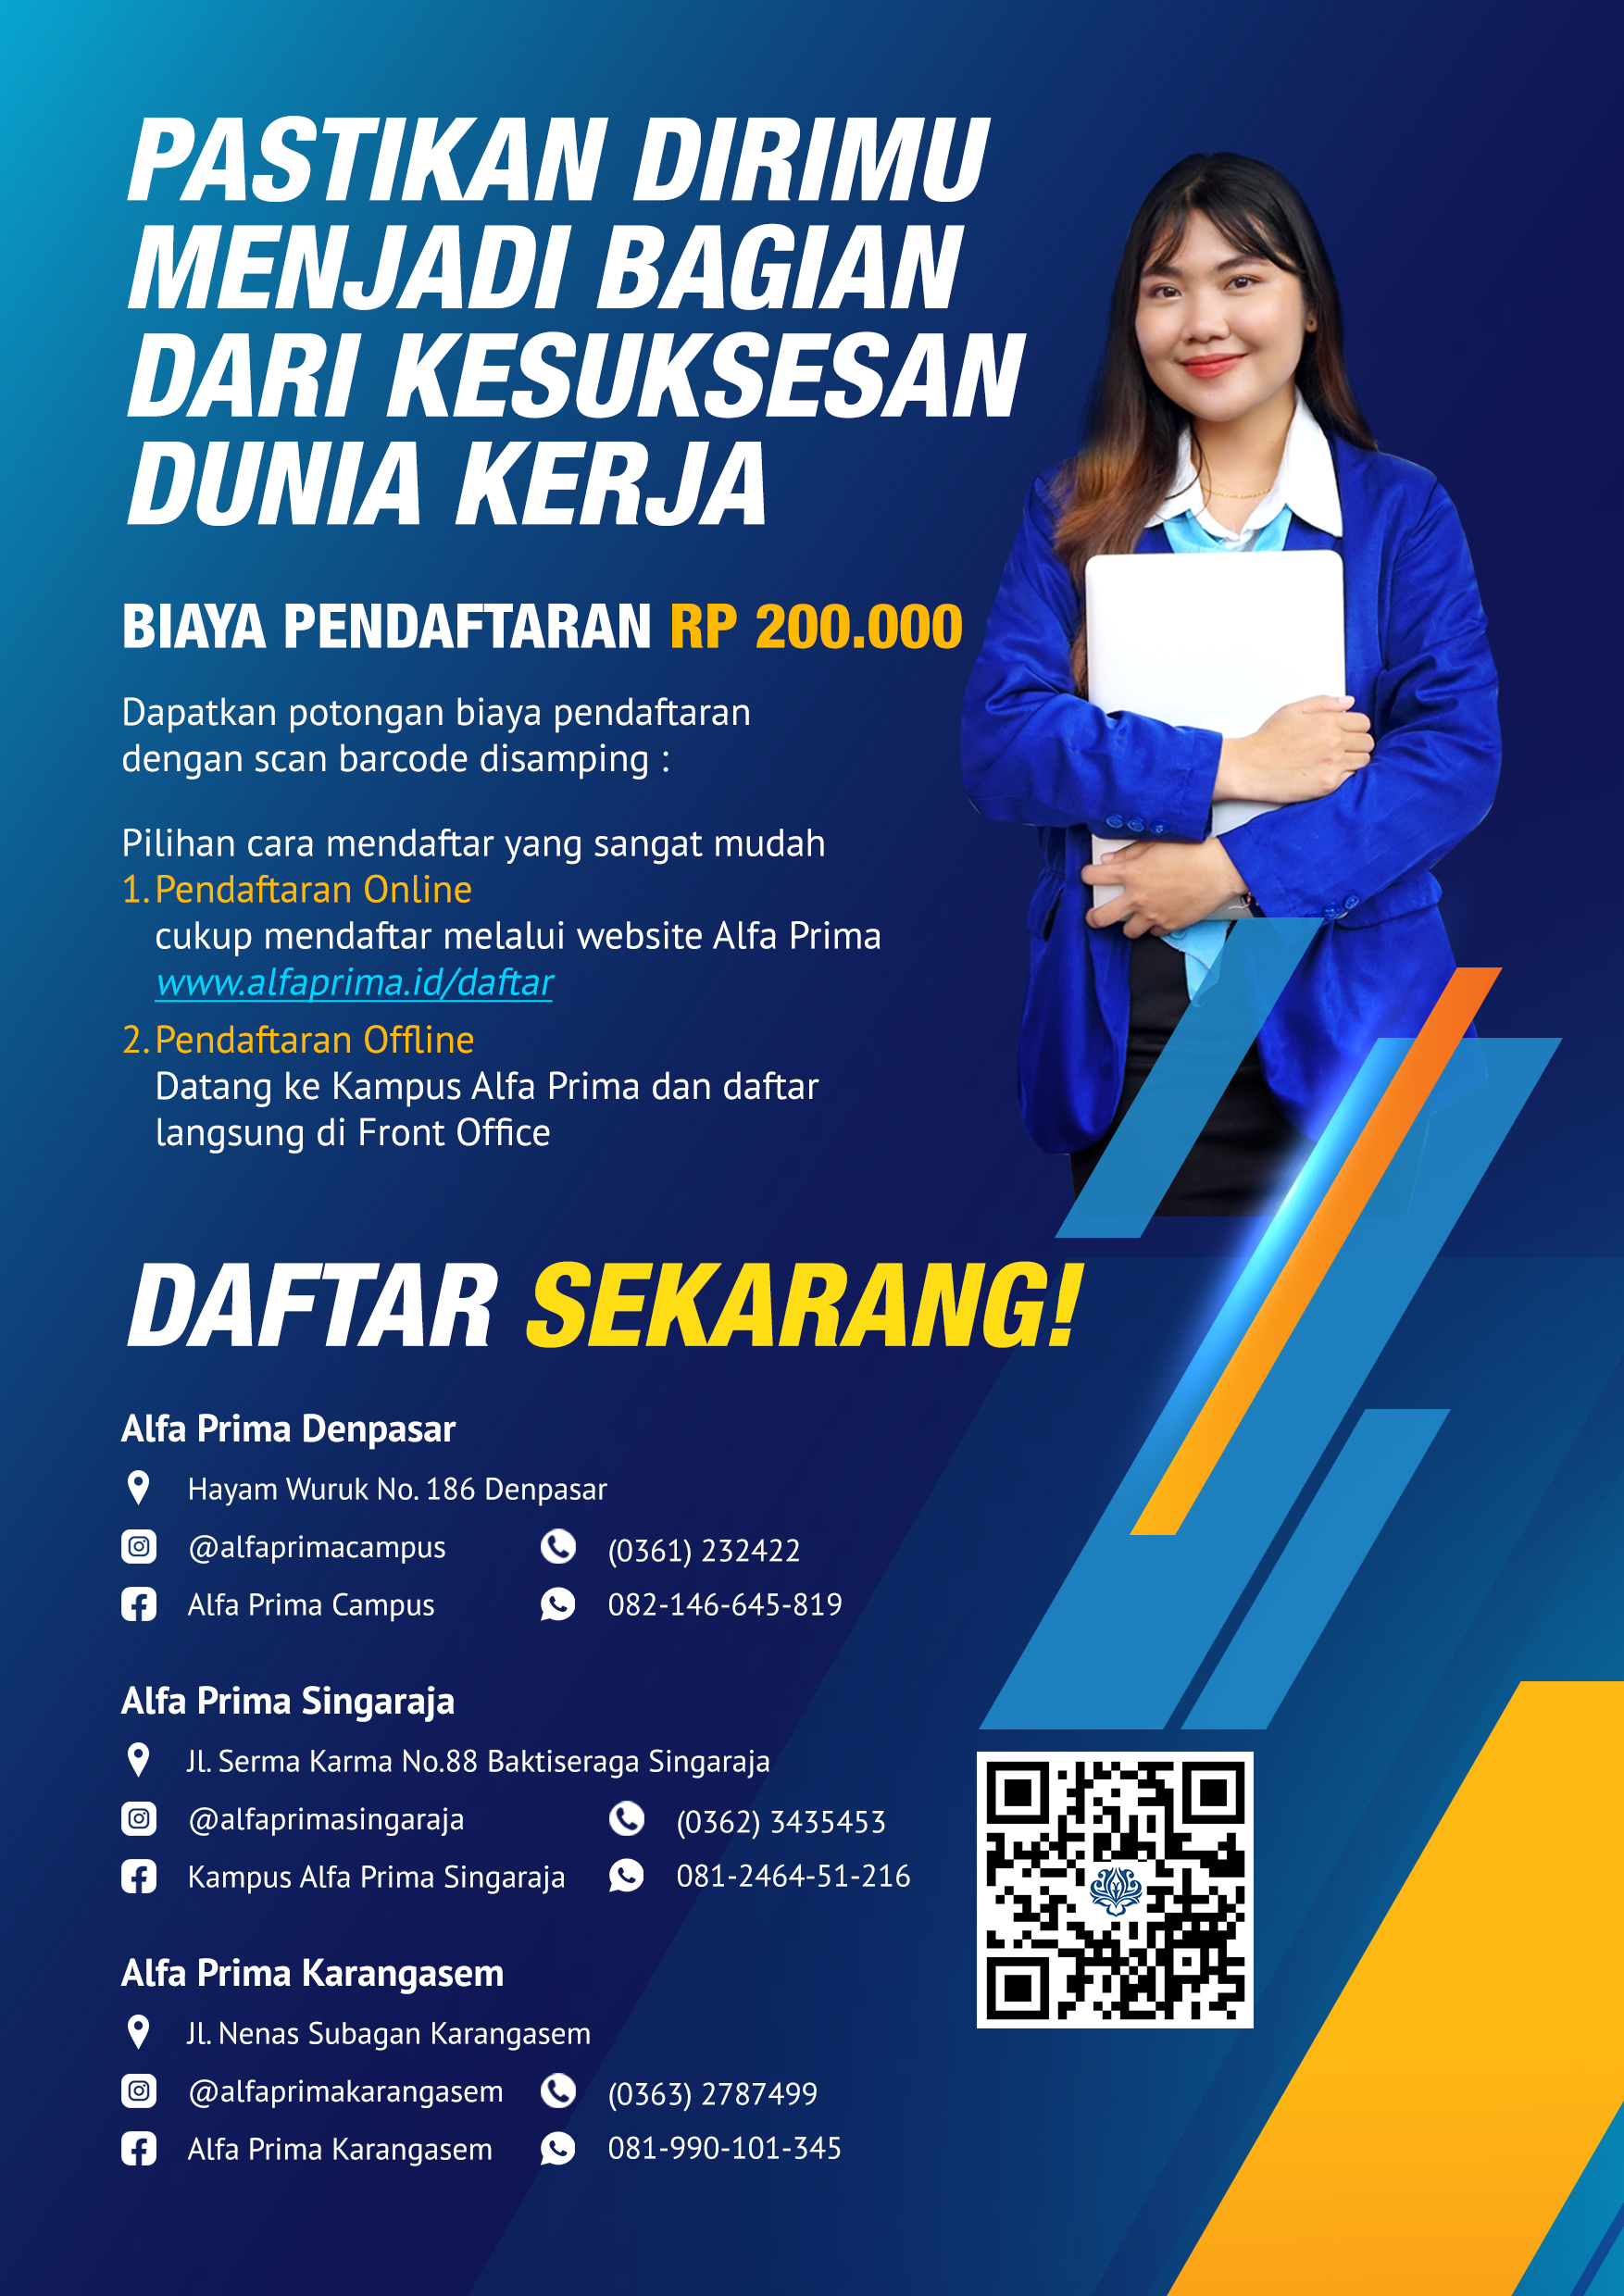 PASTIKAN DIRIMU
MENJADI BAGIAN
DARI KESUKSESAN
DUNIA KERJA
BIAYA PENDAFTARAN RP 200.000
Dapatkan potongan biaya pendaftaran
dengan scan barcode disamping :
Pilihan cara mendaftar yang sangat mudah
1. Pendaftaran Online
cukup mendaftar melalui website Alfa Prima
www.alfaprima.id/daftar
2. Pendaftaran Offline
Datang ke Kampus Alfa Prima dan daftar
langsung di Front Office
DAFTAR SEKARANG!
Alfa Prima Denpasar
Hayam Wuruk No. 186 Denpasar
@alfaprimacampus (0361) 232422
Alfa Prima Campus 082-146-645-819
Alfa Prima Singaraja
Jl. Serma Karma No.88 Baktiseraga Singaraja
@alfaprimasingaraja (0362) 3435453
Kampus Alfa Prima Singaraja 081-2464-51-216
Alfa Prima Karangasem
Jl. Nenas Subagan Karangasem
@alfaprimakarangasem (0363) 2787499
Alfa Prima Karangasem 081-990-101-345